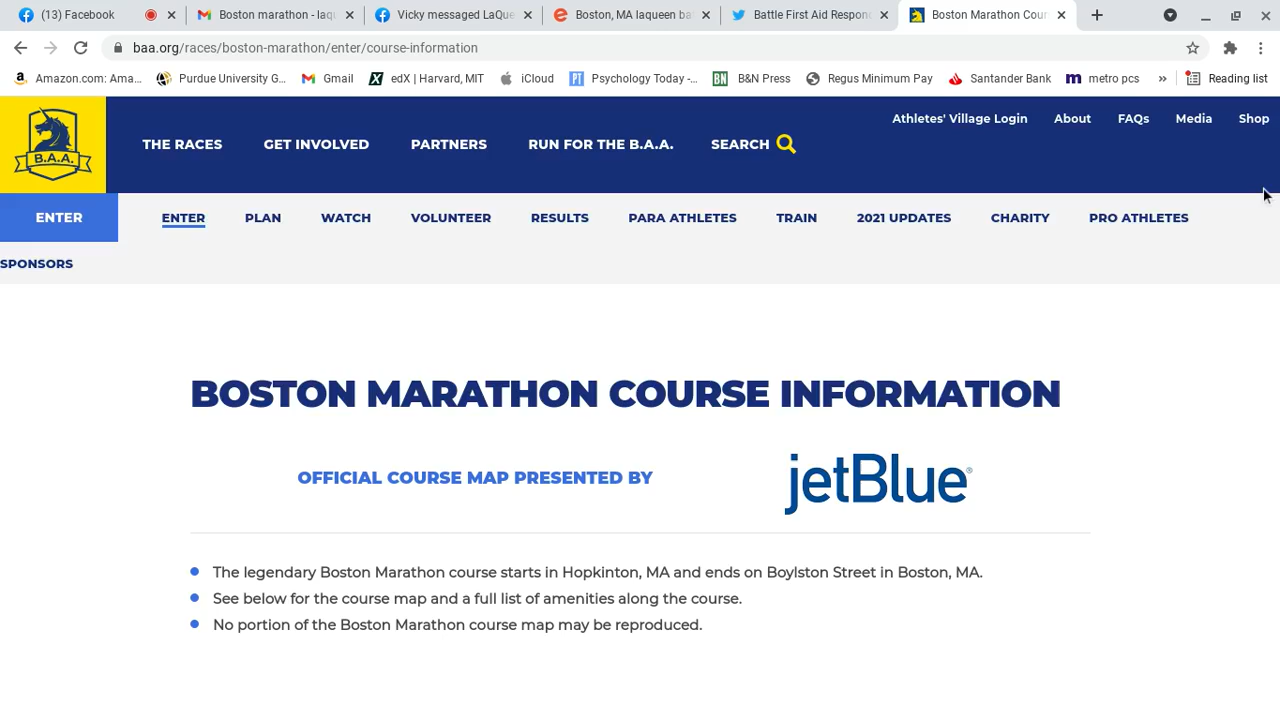 (13) Facebook
Boston marathon - laqu
Vicky messaged LaQue
Boston, MA laqueen ba
Battle First Aid Respon
Boston Marathon Cour
baa.org/races/boston-marathon/enter/course-information
Amazon.com: Ama...
Purdue University G...
Gmail
edX | Harvard, MIT
iCloud
Psychology Today -...
B&N Press
Regus Minimum Pay
Santander Bank
metro pcs
»
Reading list
Athletes' Village Login
About
FAQs
Media
Shop
B.A.A.
THE RACES
GET INVOLVED
PARTNERS
RUN FOR THE B.A.A.
SEARCH
ENTER
ENTER
PLAN
WATCH
VOLUNTEER
RESULTS
PARA ATHLETES
TRAIN
2021 UPDATES
CHARITY
PRO ATHLETES
SPONSORS
BOSTON MARATHON COURSE INFORMATION
OFFICIAL COURSE MAP PRESENTED BY
jetBlue®
The legendary Boston Marathon course starts in Hopkinton, MA and ends on Boylston Street in Boston, MA.
See below for the course map and a full list of amenities along the course.
No portion of the Boston Marathon course map may be reproduced.